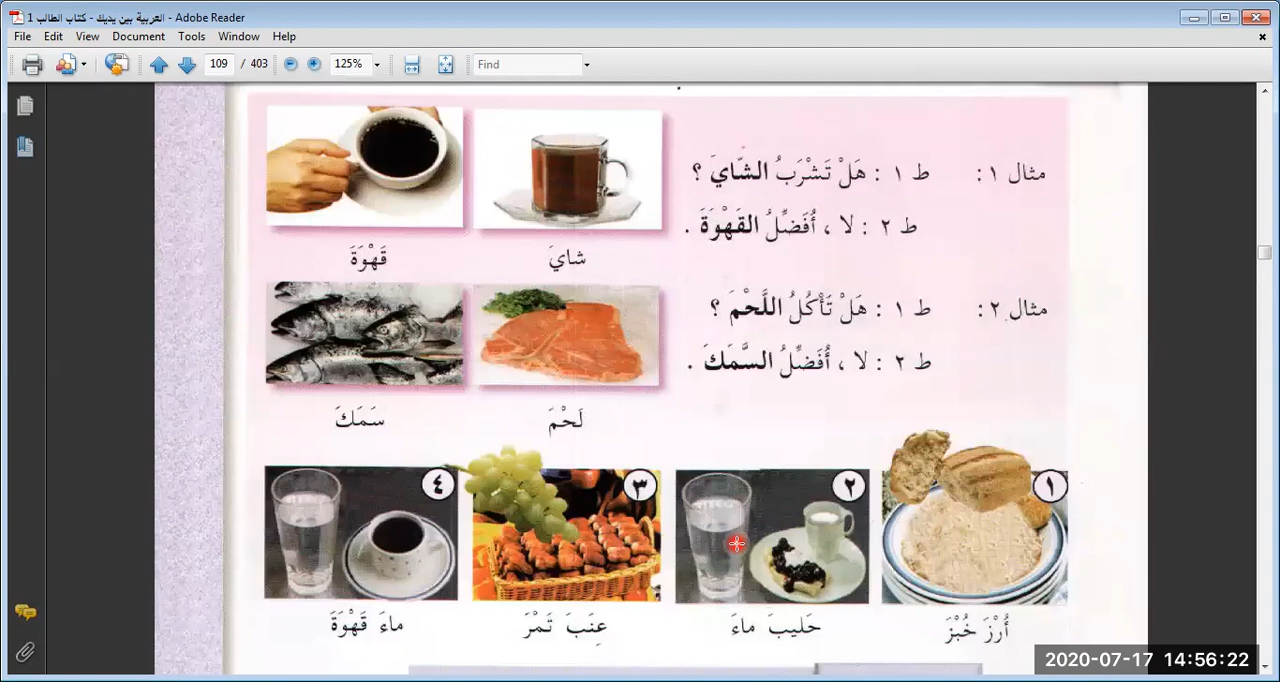 العربية بين يديك - كتاب الطالب 1 - Adobe Reader
File Edit View Document Tools Window Help
109 / 403 125% Find
مثال ١ : ط ١ : هَلْ تَشْرَبُ الشّايَ ؟
ط ٢ : لا ، أُفَضِّلُ القَهْوَةَ .
شايَ قَهْوَةَ
مثال ٢ : ط ١ : هَلْ تَأْكُلُ اللَّحْمَ ؟
ط ٢ : لا ، أُفَضِّلُ السَّمَكَ .
لَحْمَ سَمَكَ
١ ٢ ٣ ٤
أُرْزَ خُبْزَ حَليبَ ماءَ عِنَبَ تَمْرَ ماءَ قَهْوَةَ
2020-07-17 14:56:22